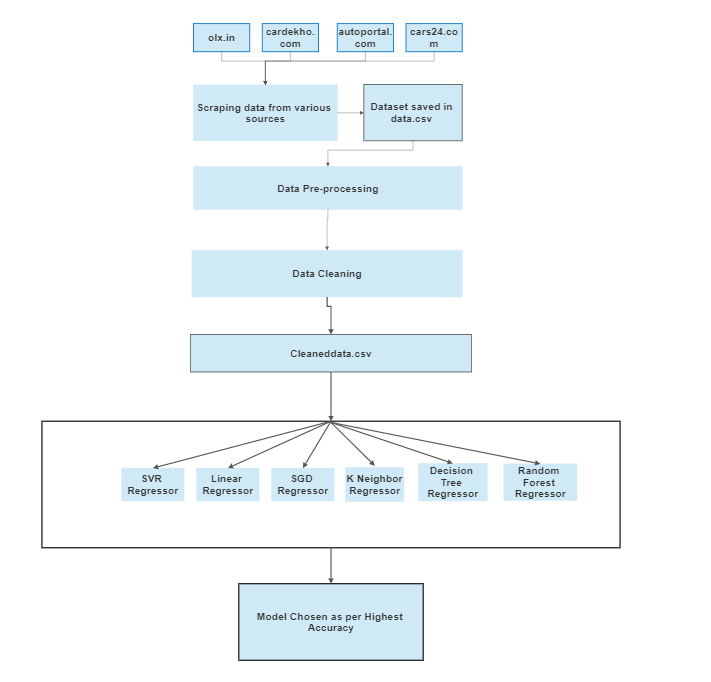 olx.in
cardekho.
com
autoportal.
com
cars24.co
m
Scraping data from various
sources
Dataset saved in
data.csv
Data Pre-processing
Data Cleaning
Cleaneddata.csv
SVR
Regressor
Linear
Regressor
SGD
Regressor
K Neighbor
Regressor
Decision
Tree
Regressor
Random
Forest
Regressor
Model Chosen as per Highest
Accuracy